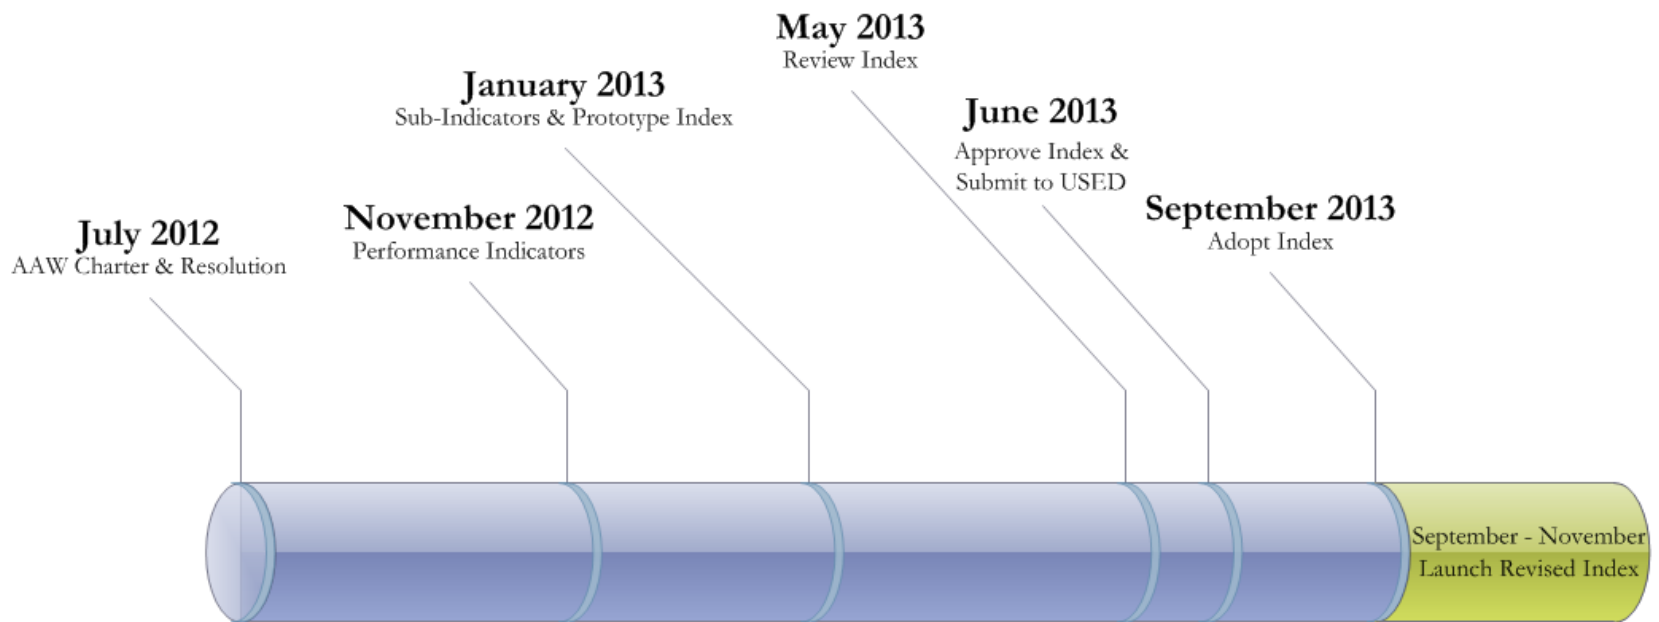 July 2012
AAW Charter & Resolution
November 2012
Performance Indicators
January 2013
Sub-Indicators & Prototype Index
May 2013
Review Index
June 2013
Approve Index &
Submit to USED
September 2013
Adopt Index
September - November
Launch Revised Index